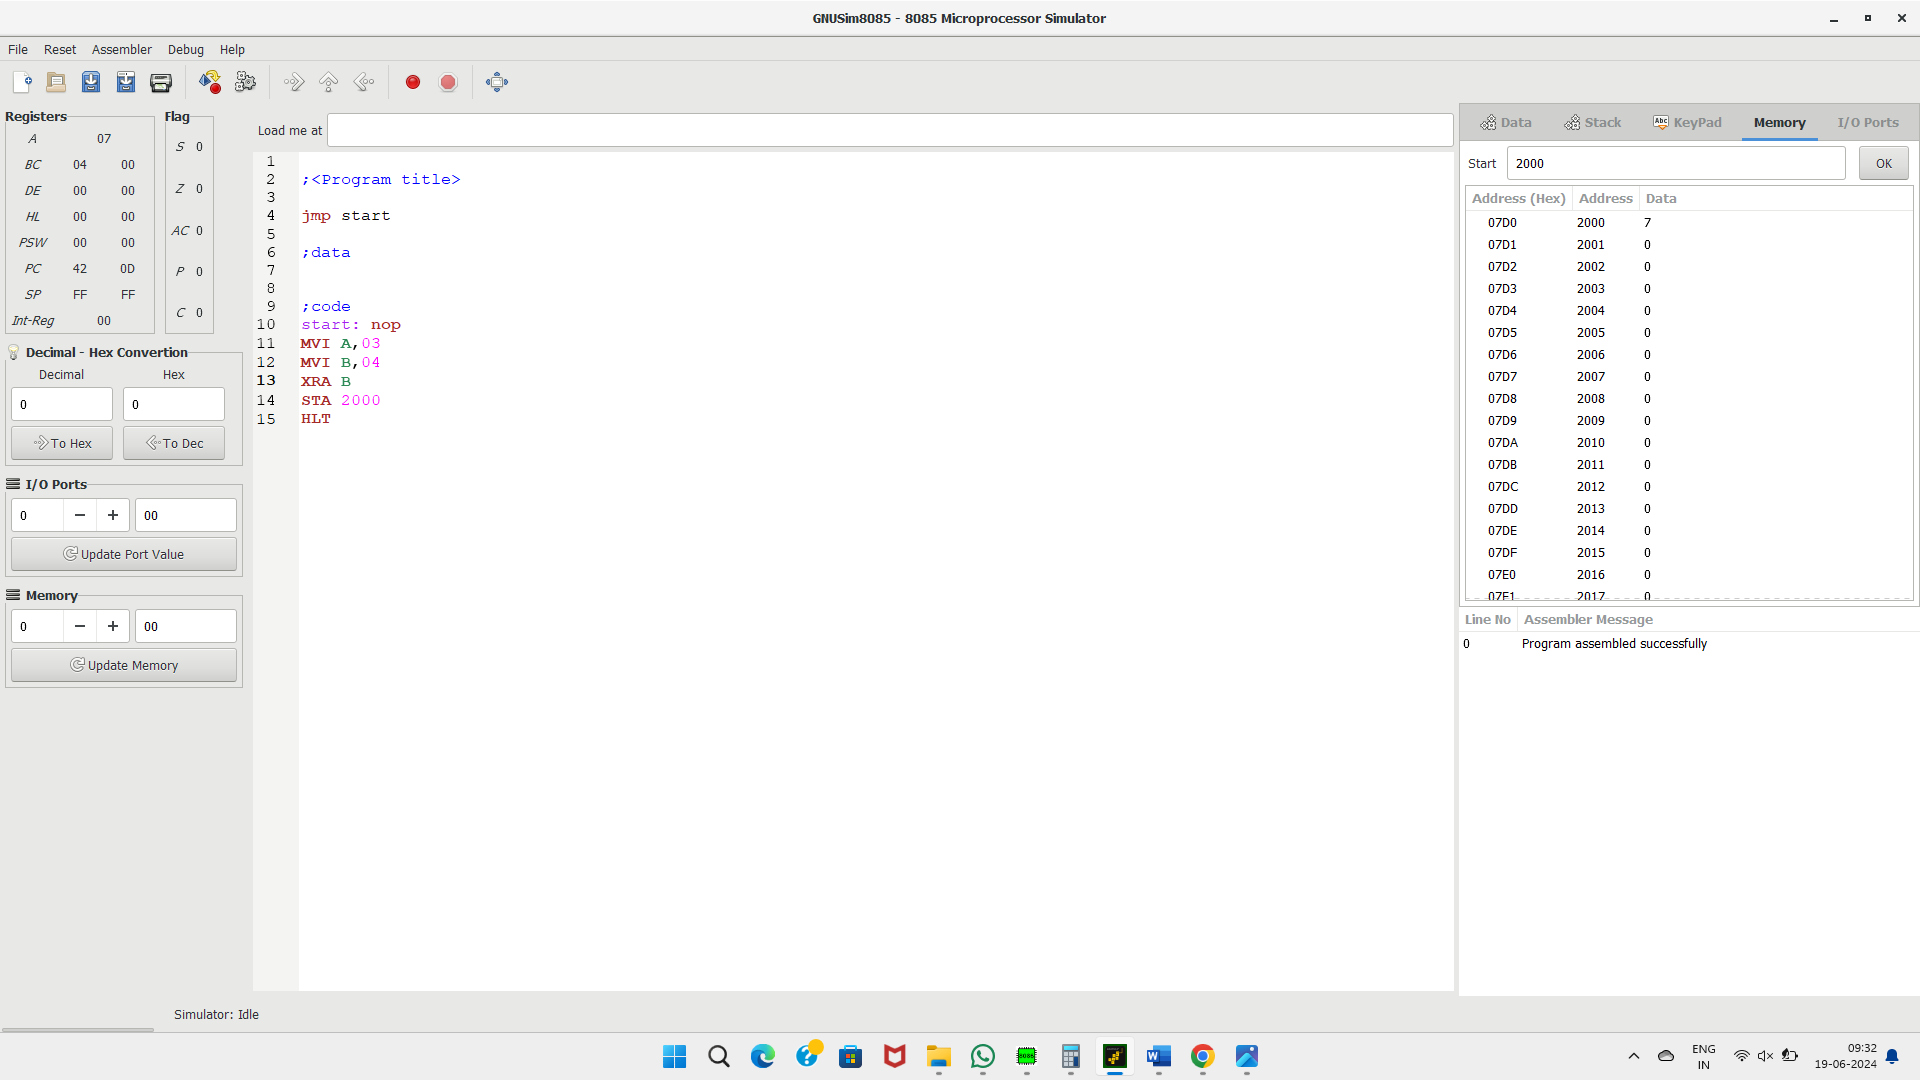 GNUSim8085 - 8085 Microprocessor Simulator
File Reset Assembler Debug Help
Registers
A 07
BC 04 00
DE 00 00
HL 00 00
PSW 00 00
PC 42 0D
SP FF FF
Int-Reg 00
Flag
S 0
Z 0
AC 0
P 0
C 0
Decimal - Hex Convertion
Decimal Hex
0 0
To Hex To Dec
I/O Ports
0 00
Update Port Value
Memory
0 00
Update Memory
Load me at
1
2 ;<Program title>
3
4 jmp start
5
6 ;data
7
8
9 ;code
10 start: nop
11 MVI A,03
12 MVI B,04
13 XRA B
14 STA 2000
15 HLT
Data Stack Abc KeyPad Memory I/O Ports
Start 2000 OK
Address (Hex) Address Data
07D0 2000 7
07D1 2001 0
07D2 2002 0
07D3 2003 0
07D4 2004 0
07D5 2005 0
07D6 2006 0
07D7 2007 0
07D8 2008 0
07D9 2009 0
07DA 2010 0
07DB 2011 0
07DC 2012 0
07DD 2013 0
07DE 2014 0
07DF 2015 0
07E0 2016 0
07E1 2017 0
Line No Assembler Message
0 Program assembled successfully
Simulator: Idle
8085
W
ENG
IN
09:32
19-06-2024